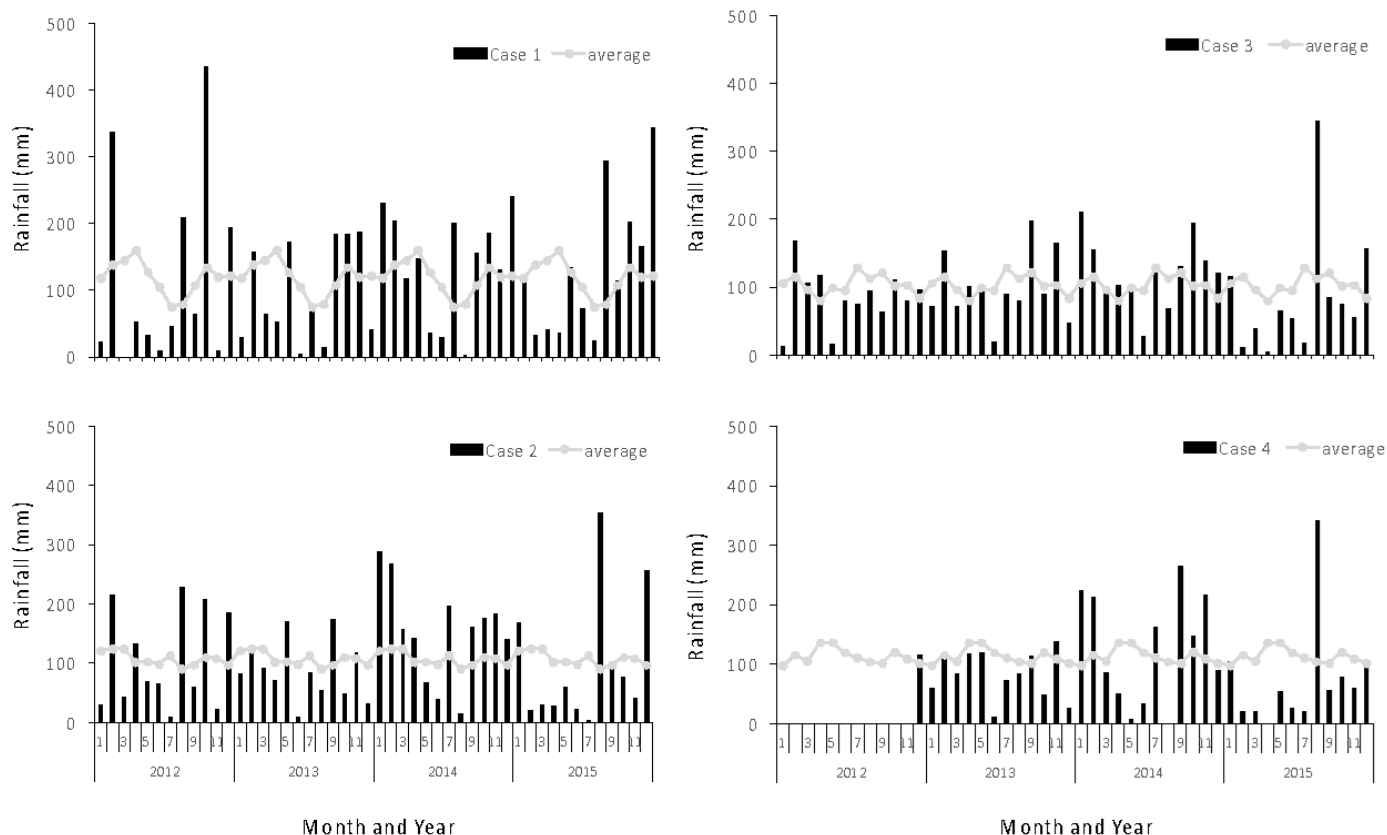 500
400
300
200
100
0
Rainfall (mm)
Case 1 average
500
400
300
200
100
0
Rainfall (mm)
Case 3 average
500
400
300
200
100
0
Rainfall (mm)
Case 2 average
1 3 5 7 9 11 1 3 5 7 9 11 1 3 5 7 9 11 1 3 5 7 9 11
2012 2013 2014 2015
Month and Year
500
400
300
200
100
0
Rainfall (mm)
Case 4 average
1 3 5 7 9 11 1 3 5 7 9 11 1 3 5 7 9 11 1 3 5 7 9 11
2012 2013 2014 2015
Month and Year